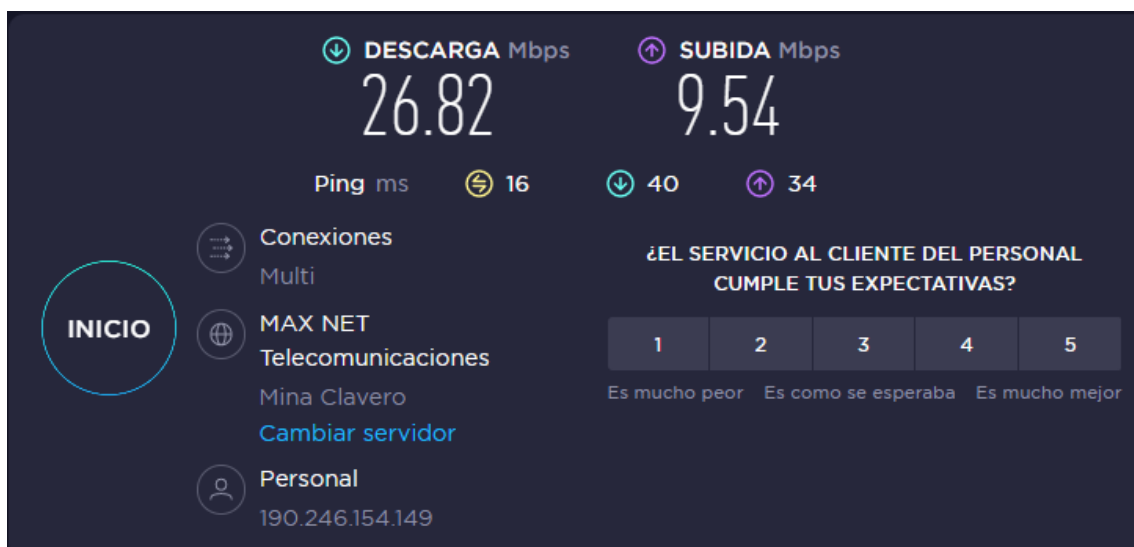 DESCARGA Mbps
26.82
SUBIDA Mbps
9.54
Ping ms 16 40 34
INICIO
Conexiones
Multi
MAX NET
Telecomunicaciones
Mina Clavero
Cambiar servidor
Personal
190.246.154.149
¿EL SERVICIO AL CLIENTE DEL PERSONAL
CUMPLE TUS EXPECTATIVAS?
1 2 3 4 5
Es mucho peor Es como se esperaba Es mucho mejor